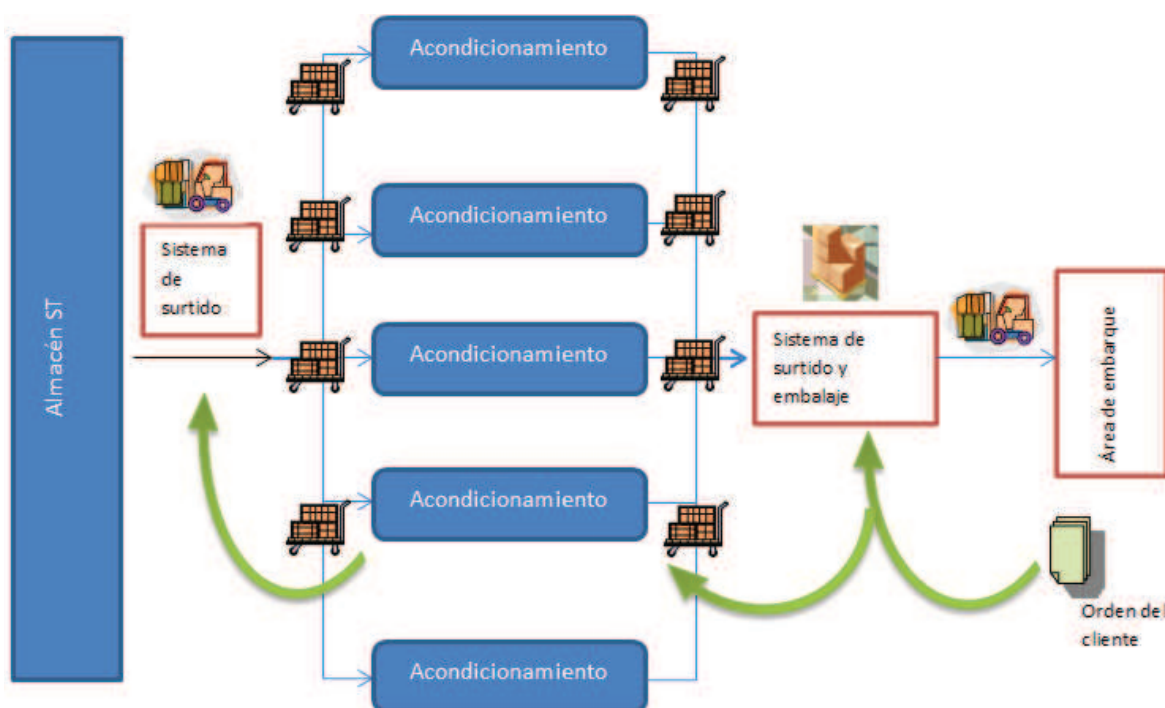 Almacén ST
Sistema
de
surtido
Acondicionamiento
Acondicionamiento
Acondicionamiento
Acondicionamiento
Acondicionamiento
Sistema de
surtido y
embalaje
Área de embarque
Orden del
cliente